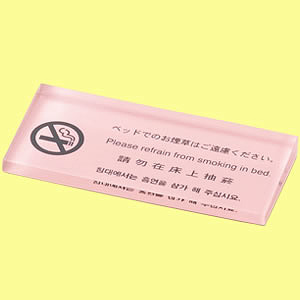 ベッドでのお煙草はご遠慮ください。
Please refrain from smoking in bed.
請勿在床上抽菸
침대에서는 흡연을 삼가 해 주십시요.